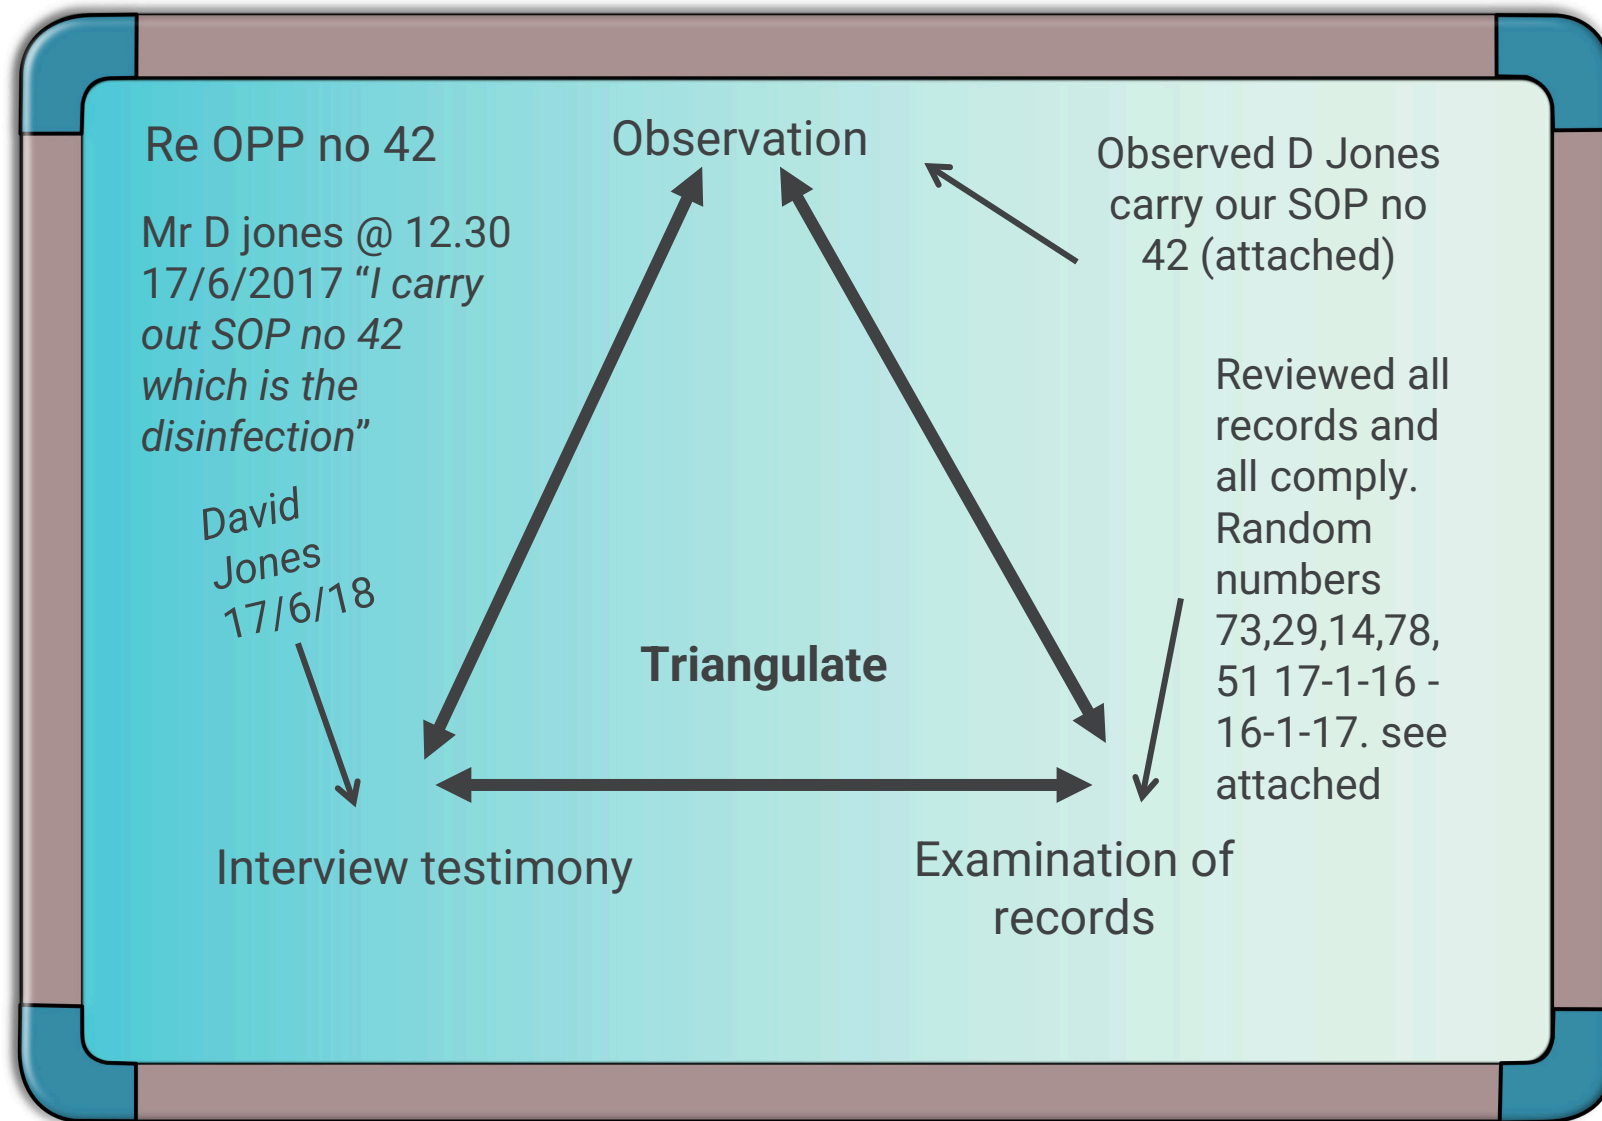 Re OPP no 42
Mr D jones @ 12.30
17/6/2017 “I carry
out SOP no 42
which is the
disinfection”
David
Jones
17/6/18
Observation
Observed D Jones
carry our SOP no
42 (attached)
Reviewed all
records and
all comply.
Random
numbers
73,29,14,78,
51 17-1-16 -
16-1-17. see
attached
Triangulate
Interview testimony
Examination of
records